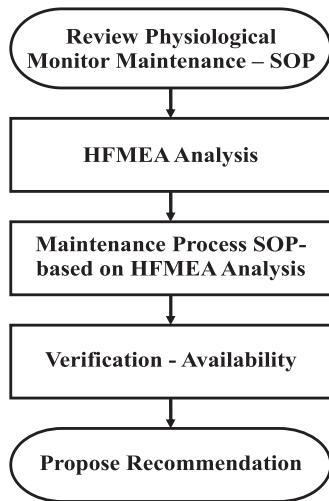 Review Physiological
Monitor Maintenance – SOP
HFMEA Analysis
Maintenance Process SOP-
based on HFMEA Analysis
Verification - Availability
Propose Recommendation